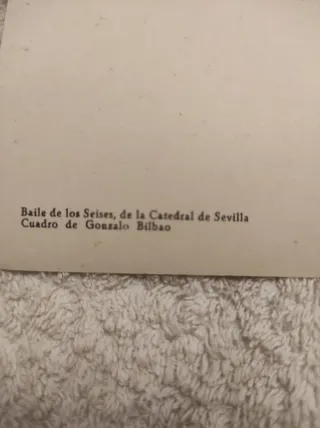 Baile de los Seises, de la Catedral de Sevilla
Cuadro de Gonzalo Bilbao